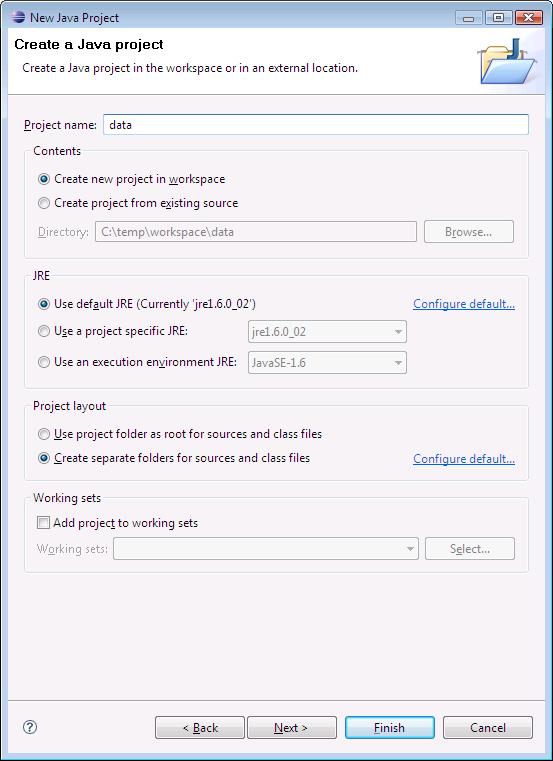 New Java Project
Create a Java project
Create a Java project in the workspace or in an external location.
Project name: data
Contents
Create new project in workspace
Create project from existing source
Directory: C:\temp\workspace\data Browse...
JRE
Use default JRE (Currently 'jre1.6.0_02') Configure default...
Use a project specific JRE: jre1.6.0_02
Use an execution environment JRE: JavaSE-1.6
Project layout
Use project folder as root for sources and class files
Create separate folders for sources and class files Configure default...
Working sets
Add project to working sets
Working sets: Select...
? < Back Next > Finish Cancel